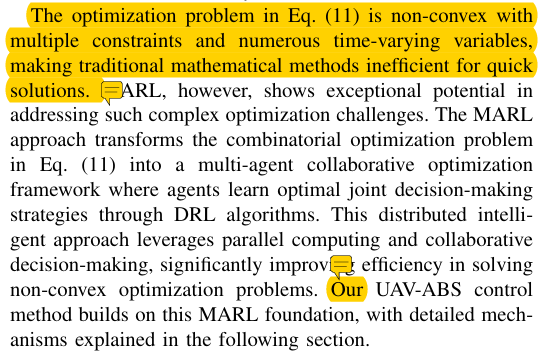 The optimization problem in Eq. (11) is non-convex with
multiple constraints and numerous time-varying variables,
making traditional mathematical methods inefficient for quick
solutions. ARL, however, shows exceptional potential in
addressing such complex optimization challenges. The MARL
approach transforms the combinatorial optimization problem
in Eq. (11) into a multi-agent collaborative optimization
framework where agents learn optimal joint decision-making
strategies through DRL algorithms. This distributed intelli-
gent approach leverages parallel computing and collaborative
decision-making, significantly improving efficiency in solving
non-convex optimization problems. Our UAV-ABS control
method builds on this MARL foundation, with detailed mech-
anisms explained in the following section.